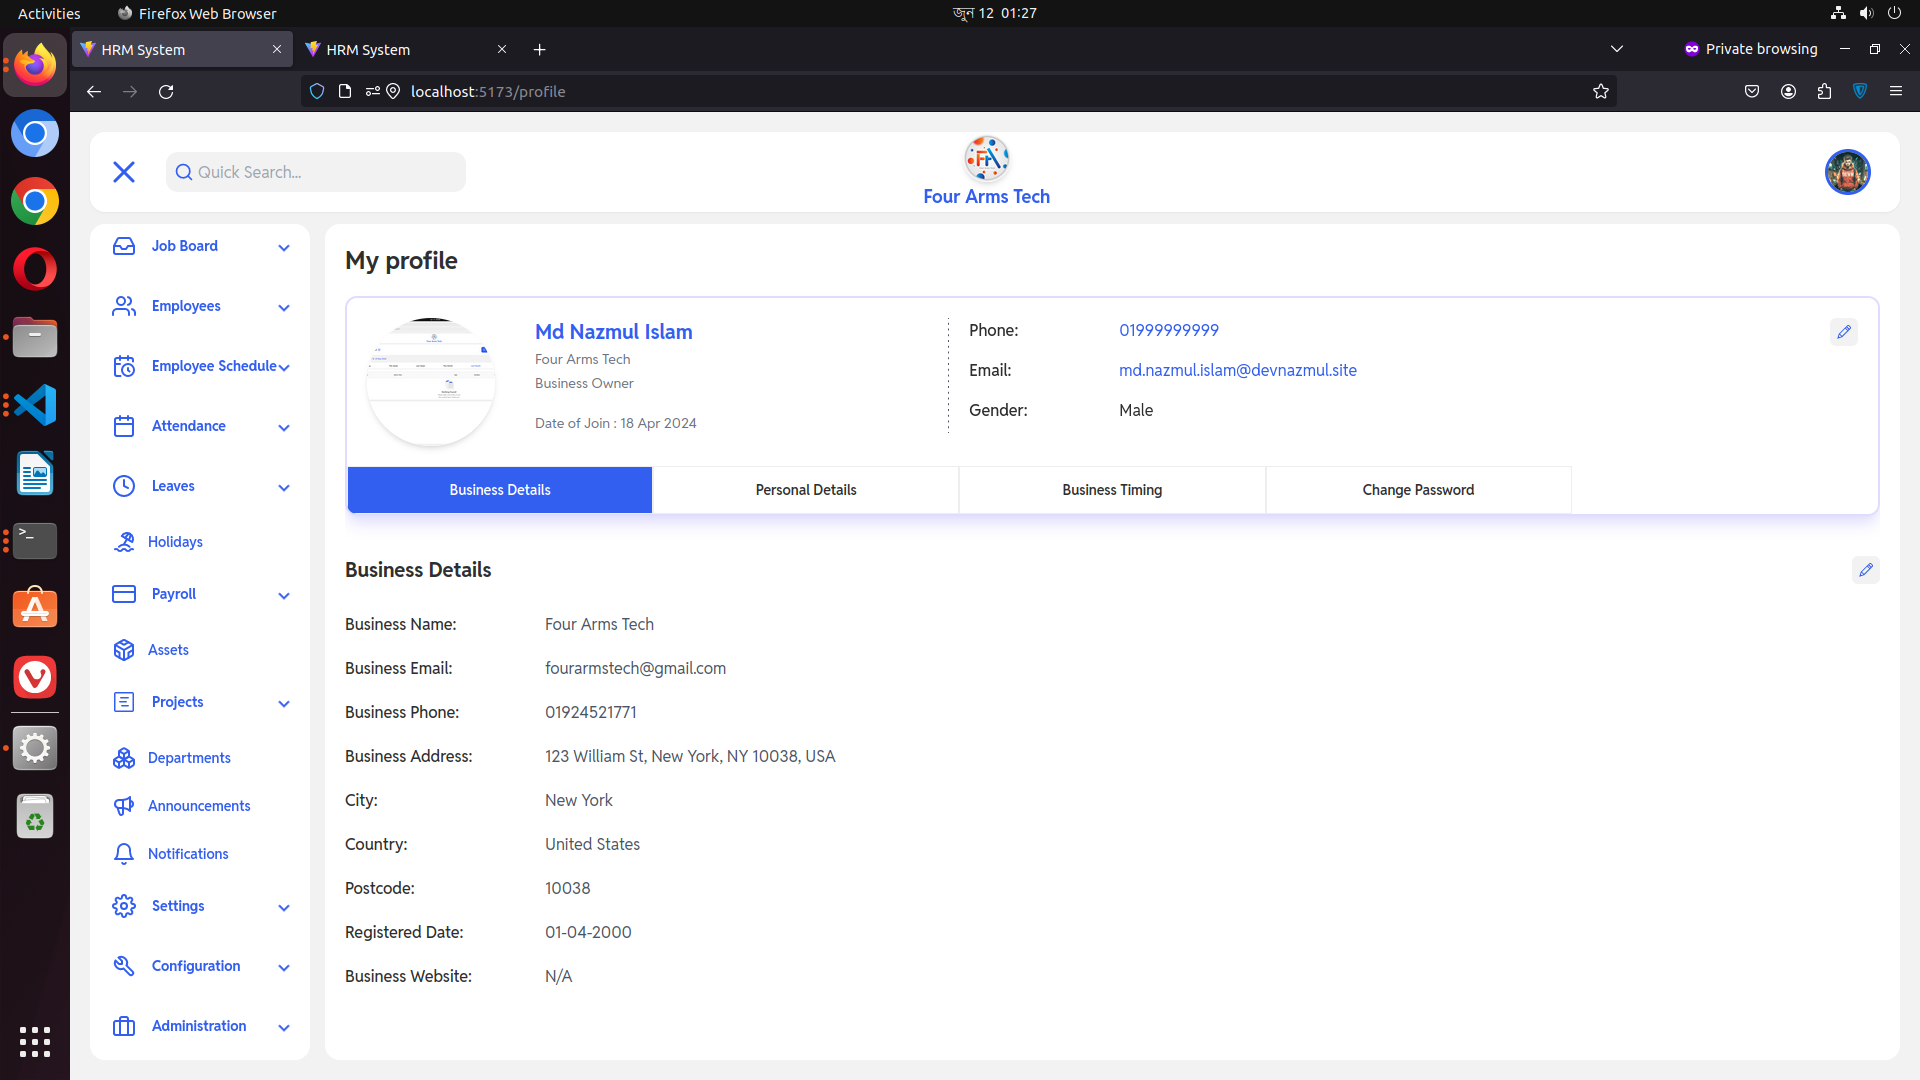 Activities
Firefox Web Browser
জুন 12 01:27
HRM System
HRM System
Private browsing
localhost:5173/profile
Quick Search...
Four Arms Tech
Job Board
Employees
Employee Schedule
Attendance
Leaves
Holidays
Payroll
Assets
Projects
Departments
Announcements
Notifications
Settings
Configuration
Administration
My profile
Md Nazmul Islam
Four Arms Tech
Business Owner
Date of Join : 18 Apr 2024
Phone: 01999999999
Email: md.nazmul.islam@devnazmul.site
Gender: Male
Business Details
Personal Details
Business Timing
Change Password
Business Details
Business Name: Four Arms Tech
Business Email: fourarmstech@gmail.com
Business Phone: 01924521771
Business Address: 123 William St, New York, NY 10038, USA
City: New York
Country: United States
Postcode: 10038
Registered Date: 01-04-2000
Business Website: N/A